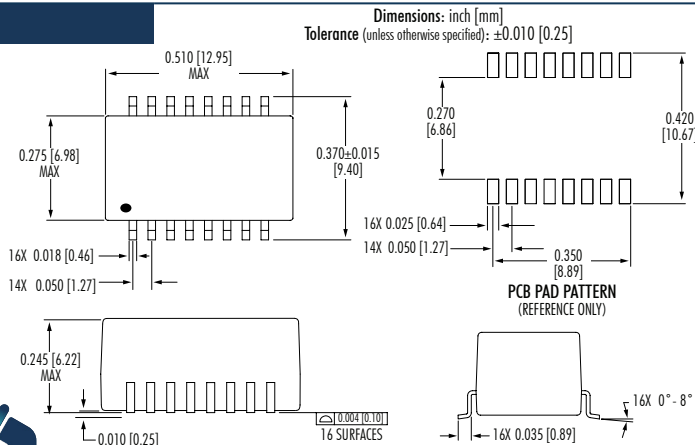 Dimensions: inch [mm]
Tolerance (unless otherwise specified): ±0.010 [0.25]
0.510 [12.95]
MAX
0.275 [6.98]
MAX
0.370±0.015
[9.40]
16X 0.018 [0.46]
14X 0.050 [1.27]
0.270
[6.86]
0.420
[10.67]
16X 0.025 [0.64]
14X 0.050 [1.27]
0.350
[8.89]
PCB PAD PATTERN
(REFERENCE ONLY)
0.245 [6.22]
MAX
0.010 [0.25]
0.004 [0.10]
16 SURFACES
16X 0°- 8°
16X 0.035 [0.89]